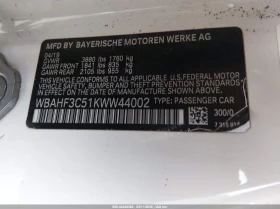 MFD BY BAYERISCHE MOTOREN WERKE AG
04/19
GVWR 3880 lbs 1760 kg
GAWR FRONT 1841 lbs 835 kg
GAWR REAR 2105 lbs 955 kg
THIS VEHICLE CONFORMS TO ALL APPLICABLE
FEDERAL MOTOR VEHICLE SAFETY, BUMPER AND
THEFT PREVENTION STANDARDS IN EFFECT ON THE
DATE OF MANUFACTURE SHOWN ABOVE.
WBAHF3C51KWW44002
TYPE: PASSENGER CAR
300/0